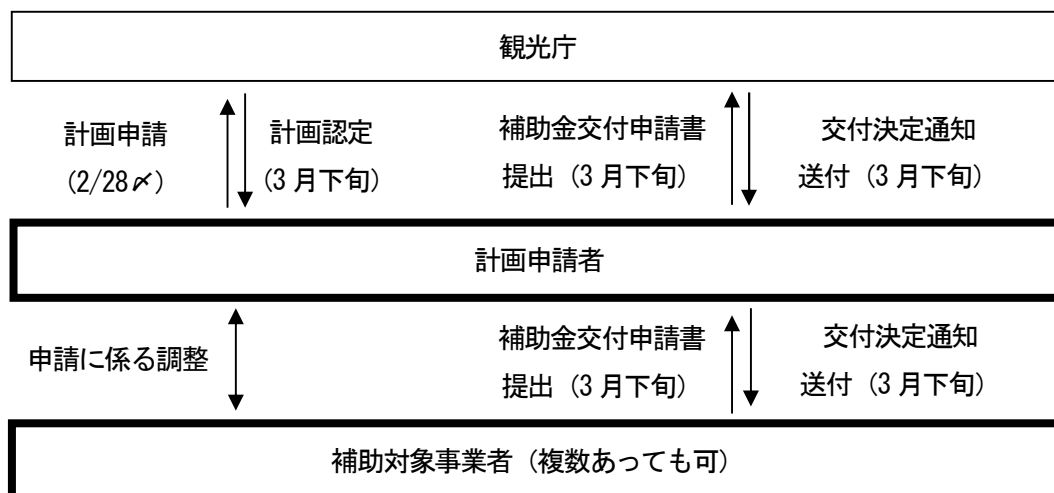 観光庁
計画申請
(2/28〆)
計画認定
(3月下旬)
補助金交付申請書
提出（3月下旬）
交付決定通知
送付（3月下旬）
計画申請者
申請に係る調整
補助金交付申請書
提出（3月下旬）
交付決定通知
送付（3月下旬）
補助対象事業者（複数あっても可）